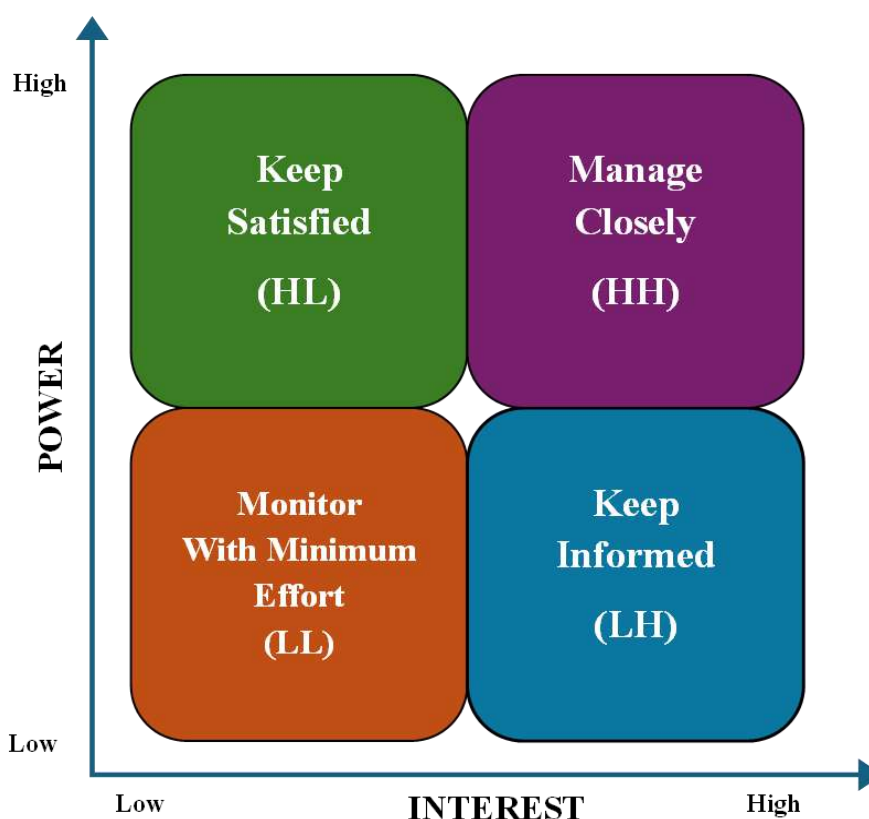 High
Keep
Satisfied
(HL)
Manage
Closely
(HH)
POWER
Monitor
With Minimum
Effort
(LL)
Keep
Informed
(LH)
Low
Low
INTEREST
High